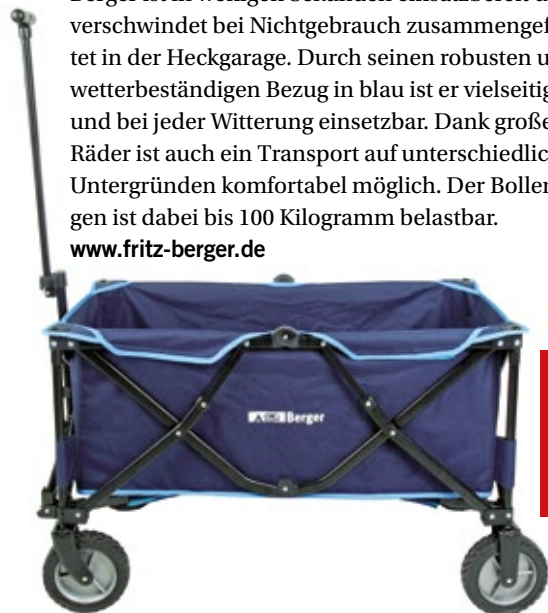 verschwindet bei Nichtgebrauch zusammengef
tet in der Heckgarage. Durch seinen robusten u
wetterbeständigen Bezug in blau ist er vielseitig
und bei jeder Witterung einsetzbar. Dank große
Räder ist auch ein Transport auf unterschiedlic
Untergründen komfortabel möglich. Der Boller
gen ist dabei bis 100 Kilogramm belastbar.
www.fritz-berger.de
Berger